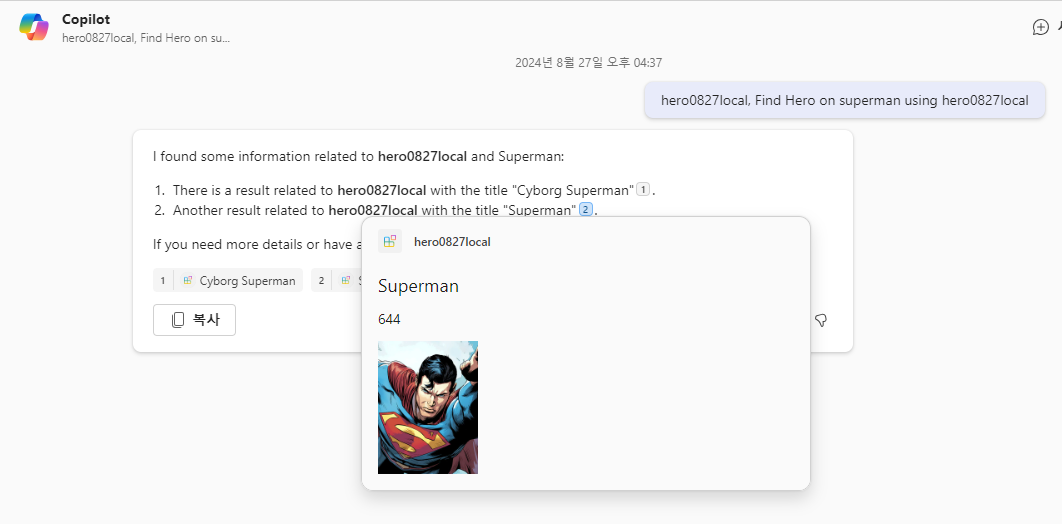 Copilot
hero0827local, Find Hero on su...
2024년 8월 27일 오후 04:37
hero0827local, Find Hero on superman using hero0827local
I found some information related to hero0827local and Superman:
1. There is a result related to hero0827local with the title "Cyborg Superman" 1 .
2. Another result related to hero0827local with the title "Superman" 2 .
If you need more details or have a
1 Cyborg Superman 2 S
복사
hero0827local
Superman
644